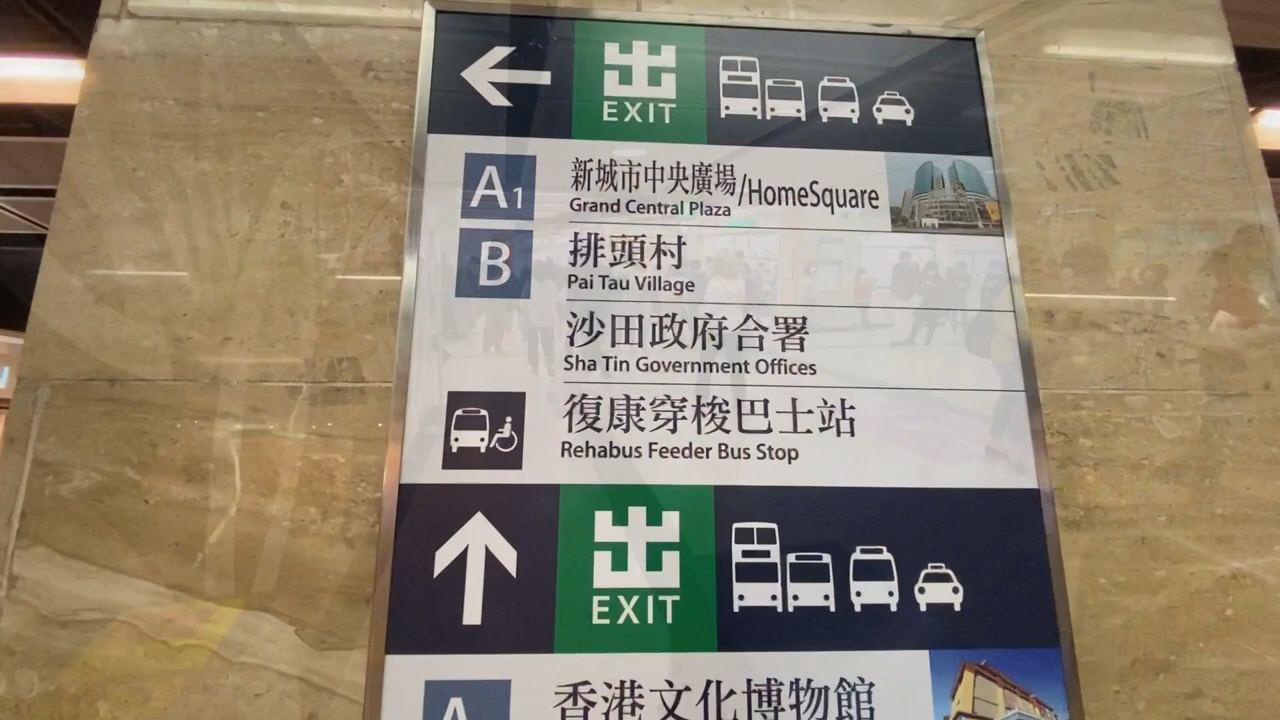 出
EXIT
A1
新城市中央廣場/HomeSquare
Grand Central Plaza
B
排頭村
Pai Tau Village
沙田政府合署
Sha Tin Government Offices
復康穿梭巴士站
Rehabus Feeder Bus Stop
出
EXIT
A
香港文化博物館